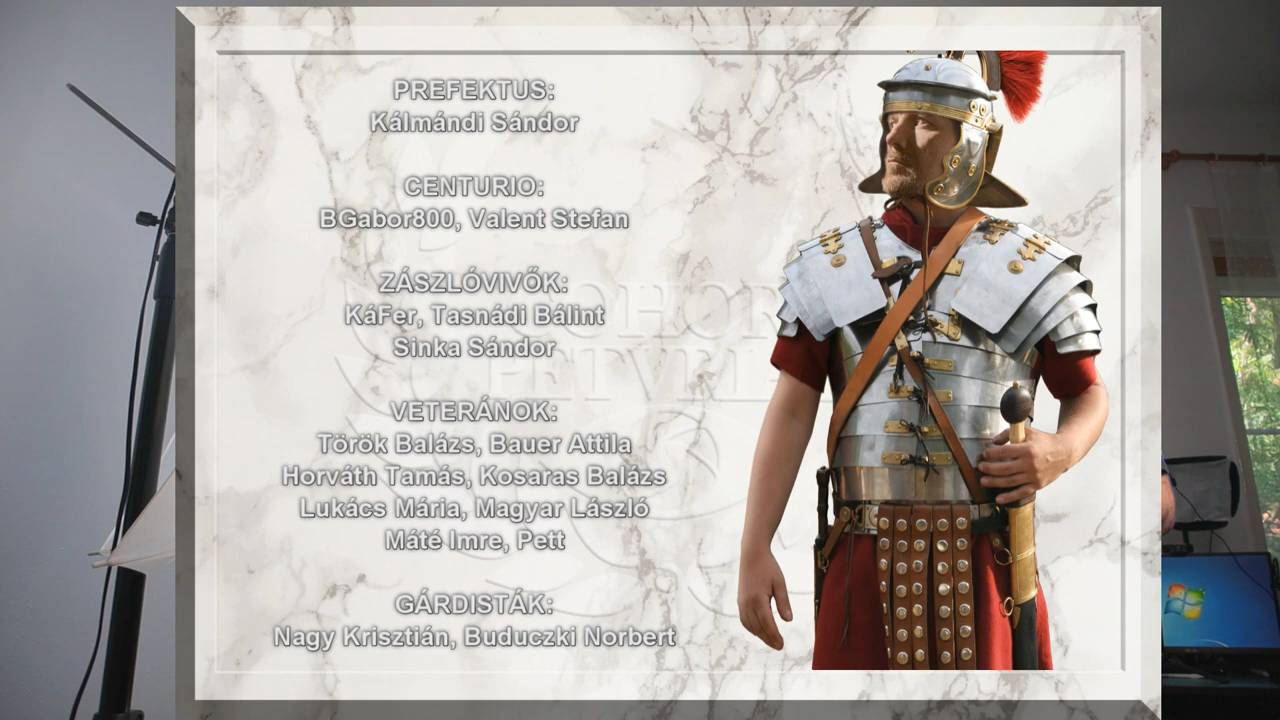 PREFEKTUS:
Kálmándi Sándor
CENTURIO:
BGabor800, Valent Stefan
ZÁSZLÓVIVŐK:
KáFer, Tasnádi Bálint
Sinka Sándor
VETERÁNOK:
Török Balázs, Bauer Attila
Horváth Tamás, Kosaras Balázs
Lukács Mária, Magyar László
Máté Imre, Pett
GÁRDISTÁK:
Nagy Krisztián, Buduczki Norbert